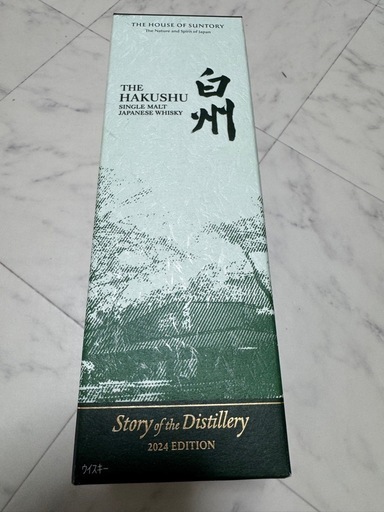 THE HOUSE OF SUNTORY
The Nature and Spirit of Japan
THE
HAKUSHU
SINGLE MALT
JAPANESE WHISKY
白州
Story of the Distillery
2024 EDITION
ウイスキー